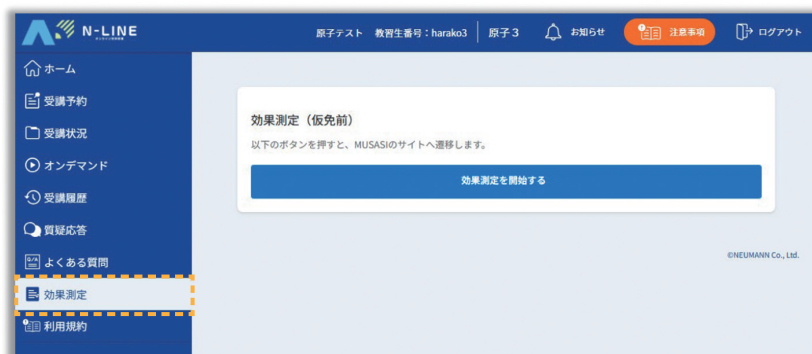 N-LINE
原子テスト 教習生番号：harako3 原子３ お知らせ 注意事項 ログアウト
ホーム
受講予約
受講状況
オンデマンド
受講履歴
質疑応答
Q/A よくある質問
効果測定
利用規約
効果測定（仮免前）
以下のボタンを押すと、MUSASIのサイトへ遷移します。
効果測定を開始する
©NEUMANN Co., Ltd.